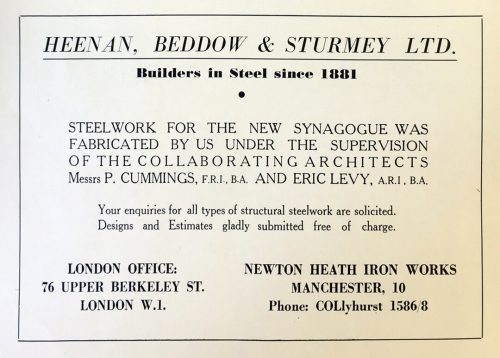 HEENAN, BEDDOW & STURMEY LTD.
Builders in Steel since 1881
STEELWORK FOR THE NEW SYNAGOGUE WAS
FABRICATED BY US UNDER THE SUPERVISION
OF THE COLLABORATING ARCHITECTS
Messrs P. CUMMINGS, F.R.I., B.A. AND ERIC LEVY, A.R.I , B.A.
Your enquiries for all types of structural steelwork are solicited.
Designs and Estimates gladly submitted free of charge.
LONDON OFFICE:
76 UPPER BERKELEY ST.
LONDON W.1.
NEWTON HEATH IRON WORKS
MANCHESTER, 10
Phone: COLlyhurst 1586/8